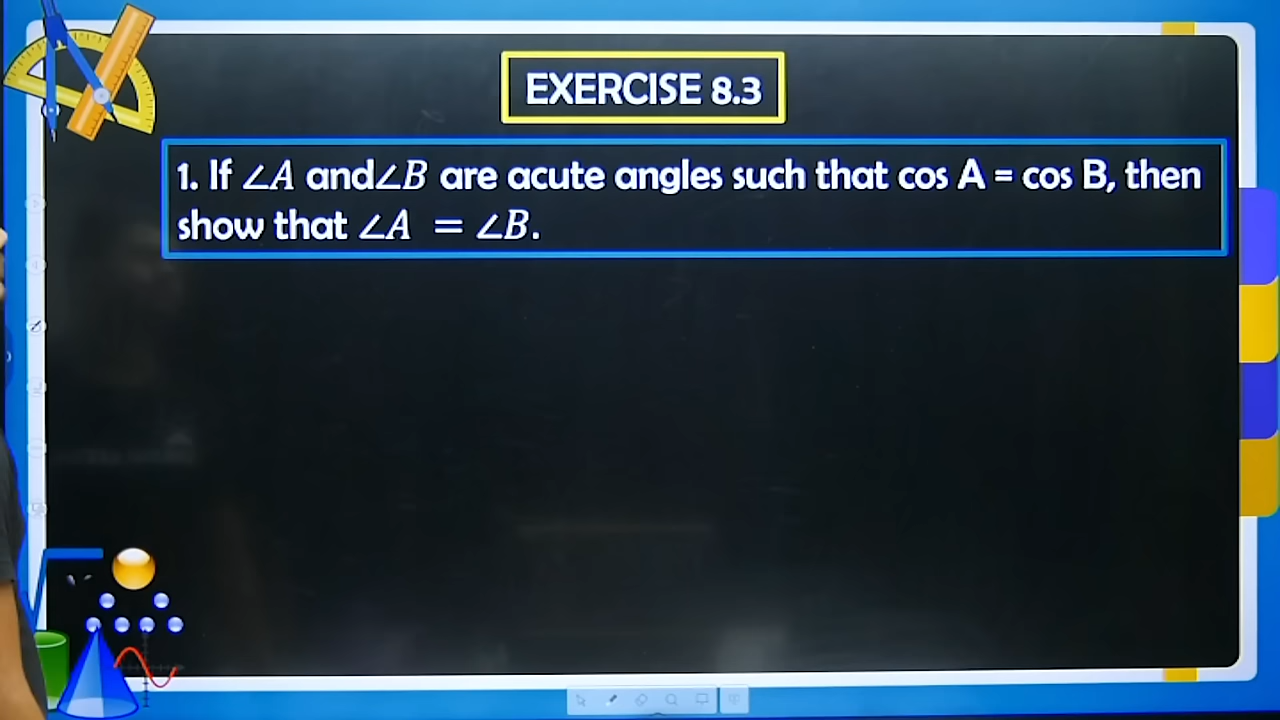 EXERCISE 8.3
1. If ∠A and∠B are acute angles such that cos A = cos B, then
show that ∠A = ∠B.